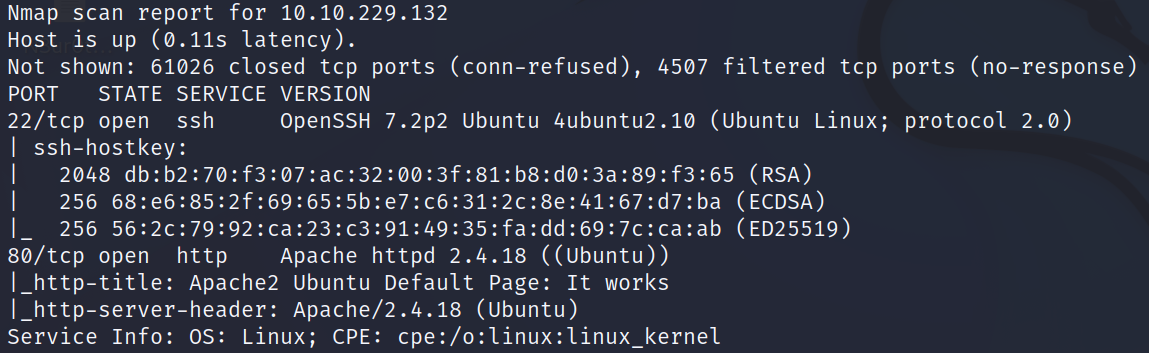 Nmap scan report for 10.10.229.132
Host is up (0.11s latency).
Not shown: 61026 closed tcp ports (conn-refused), 4507 filtered tcp ports (no-response)
PORT   STATE SERVICE VERSION
22/tcp open  ssh     OpenSSH 7.2p2 Ubuntu 4ubuntu2.10 (Ubuntu Linux; protocol 2.0)
| ssh-hostkey:
|   2048 db:b2:70:f3:07:ac:32:00:3f:81:b8:d0:3a:89:f3:65 (RSA)
|   256 68:e6:85:2f:69:65:5b:e7:c6:31:2c:8e:41:67:d7:ba (ECDSA)
|_  256 56:2c:79:92:ca:23:c3:91:49:35:fa:dd:69:7c:ca:ab (ED25519)
80/tcp open  http    Apache httpd 2.4.18 ((Ubuntu))
|_http-title: Apache2 Ubuntu Default Page: It works
|_http-server-header: Apache/2.4.18 (Ubuntu)
Service Info: OS: Linux; CPE: cpe:/o:linux:linux_kernel